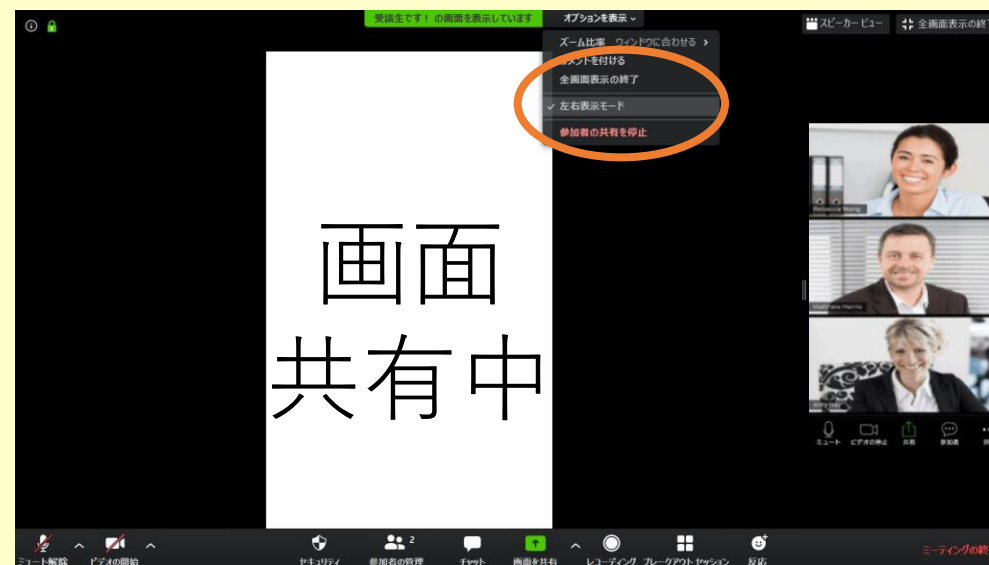 受講生です！ の画面を表示しています
オプションを表示
スピーカー ビュー
全画面表示の終
ズーム比率 ウィンドウに合わせる
コメントを付ける
全画面表示の終了
✓ 左右表示モード
参加者の共有を停止
画面
共有中
Rebecca Wang
Matthew Harris
ミュート
ビデオの停止
共有
参加者
ミュート解除
ビデオの開始
セキュリティ
参加者の管理
2
チャット
画面を共有
レコーディング
ブレークアウト セッション
反応
ミーティングの終